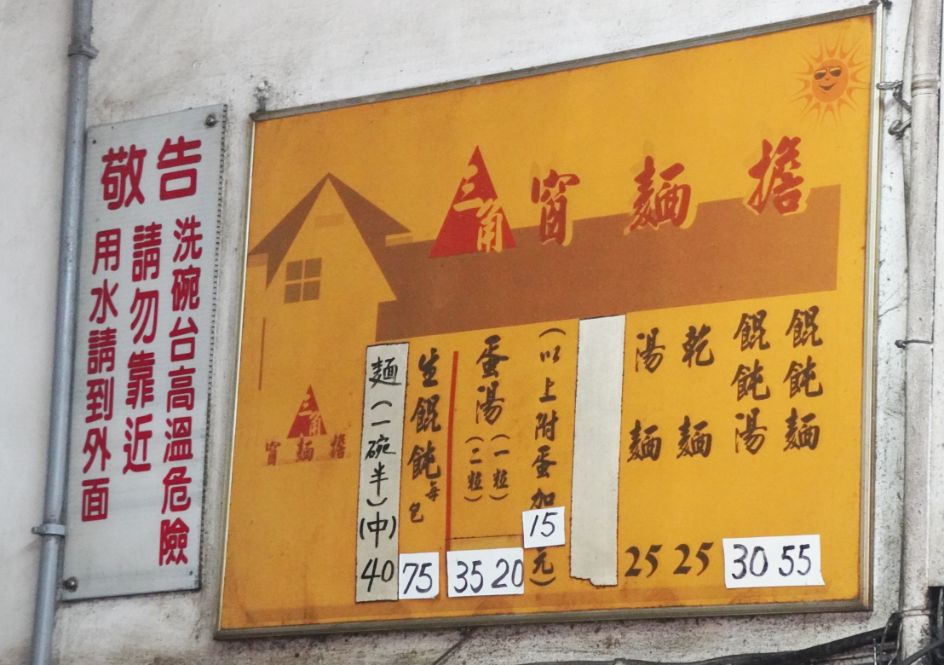 敬告
洗碗台高溫危險
請勿靠近
用水請到外面
三角窗麵擔
餛飩麵 55
餛飩湯 30
乾麵 25
湯麵 25
(以上附蛋加15元)
蛋湯(一粒) 20
(二粒) 35
生餛飩每包 75
麵(一碗半)(中) 40
三角
窗麵擔